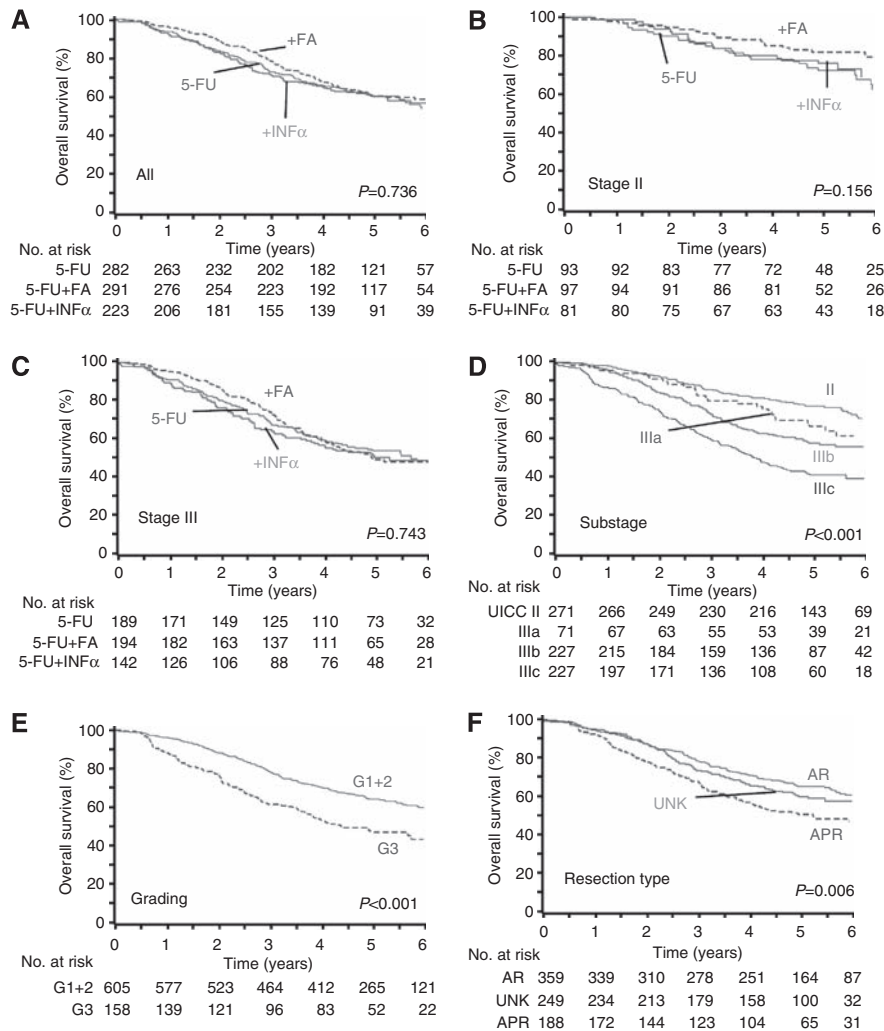 A
Overall survival (%)
100
80
60
40
20
0
+FA
5-FU
+INFα
All
P=0.736
0 1 2 3 4 5 6
Time (years)
No. at risk
5-FU 282 263 232 202 182 121 57
5-FU+FA 291 276 254 223 192 117 54
5-FU+INFα 223 206 181 155 139 91 39
B
Overall survival (%)
100
80
60
40
20
0
+FA
5-FU
+INFα
Stage II
P=0.156
0 1 2 3 4 5 6
Time (years)
No. at risk
5-FU 93 92 83 77 72 48 25
5-FU+FA 97 94 91 86 81 52 26
5-FU+INFα 81 80 75 67 63 43 18
C
Overall survival (%)
100
80
60
40
20
0
+FA
5-FU
+INFα
Stage III
P=0.743
0 1 2 3 4 5 6
Time (years)
No. at risk
5-FU 189 171 149 125 110 73 32
5-FU+FA 194 182 163 137 111 65 28
5-FU+INFα 142 126 106 88 76 48 21
D
Overall survival (%)
100
80
60
40
20
0
II
IIIa
IIIb
IIIc
Substage
P<0.001
0 1 2 3 4 5 6
Time (years)
No. at risk
UICC II 271 266 249 230 216 143 69
IIIa 71 67 63 55 53 39 21
IIIb 227 215 184 159 136 87 42
IIIc 227 197 171 136 108 60 18
E
Overall survival (%)
100
80
60
40
20
0
G1+2
G3
Grading
P<0.001
0 1 2 3 4 5 6
Time (years)
No. at risk
G1+2 605 577 523 464 412 265 121
G3 158 139 121 96 83 52 22
F
Overall survival (%)
100
80
60
40
20
0
AR
UNK
APR
Resection type
P=0.006
0 1 2 3 4 5 6
Time (years)
No. at risk
AR 359 339 310 278 251 164 87
UNK 249 234 213 179 158 100 32
APR 188 172 144 123 104 65 31